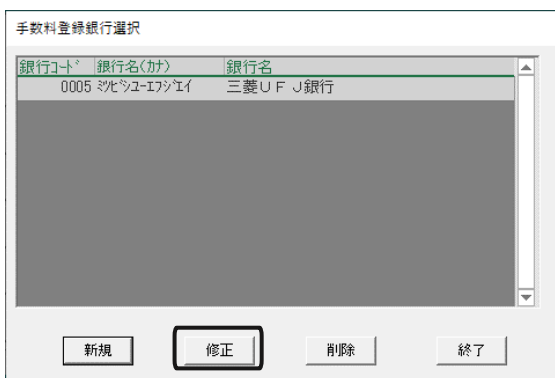 手数料登録銀行選択
銀行ｺｰﾄﾞ 銀行名(ｶﾅ) 銀行名
0005 ﾐﾂﾋﾞｼﾕｰｴﾌｼﾞｴｲ 三菱ＵＦＪ銀行
新規 修正 削除 終了